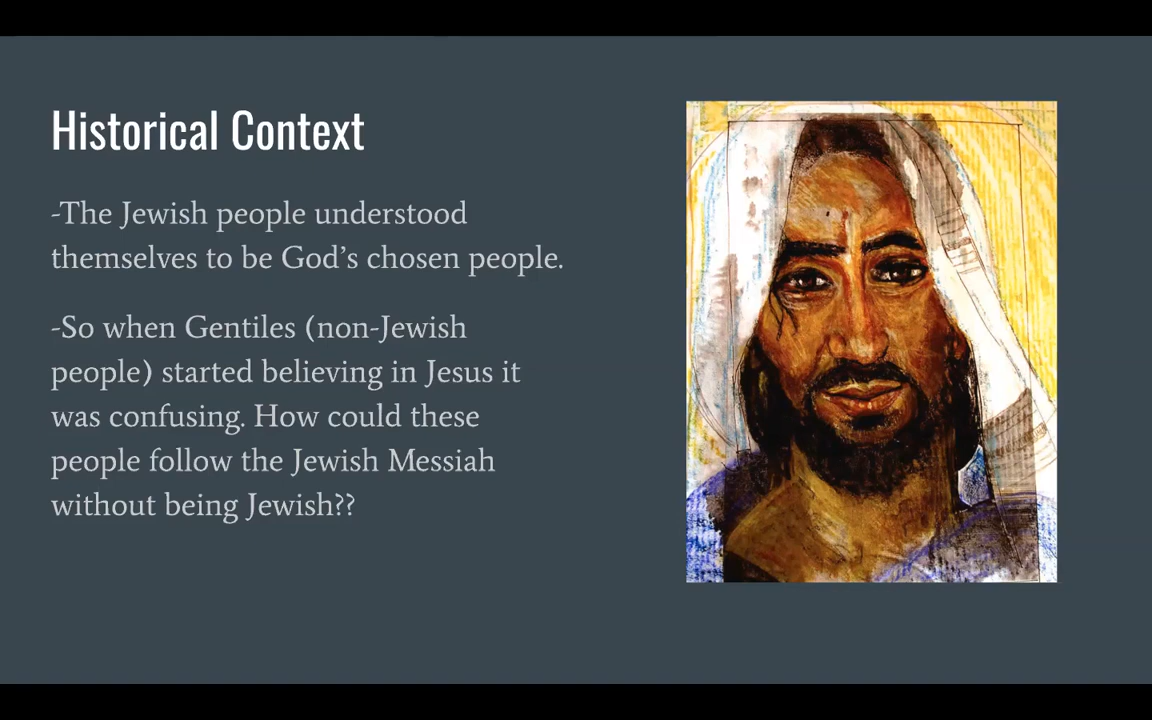 Historical Context
-The Jewish people understood
themselves to be God’s chosen people.
-So when Gentiles (non-Jewish
people) started believing in Jesus it
was confusing. How could these
people follow the Jewish Messiah
without being Jewish??